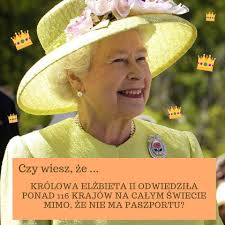 Czy wiesz, że ...
KRÓLOWA ELŻBIETA II ODWIEDZIŁA
PONAD 116 KRAJÓW NA CAŁYM ŚWIECIE
MIMO, ŻE NIE MA PASZPORTU?